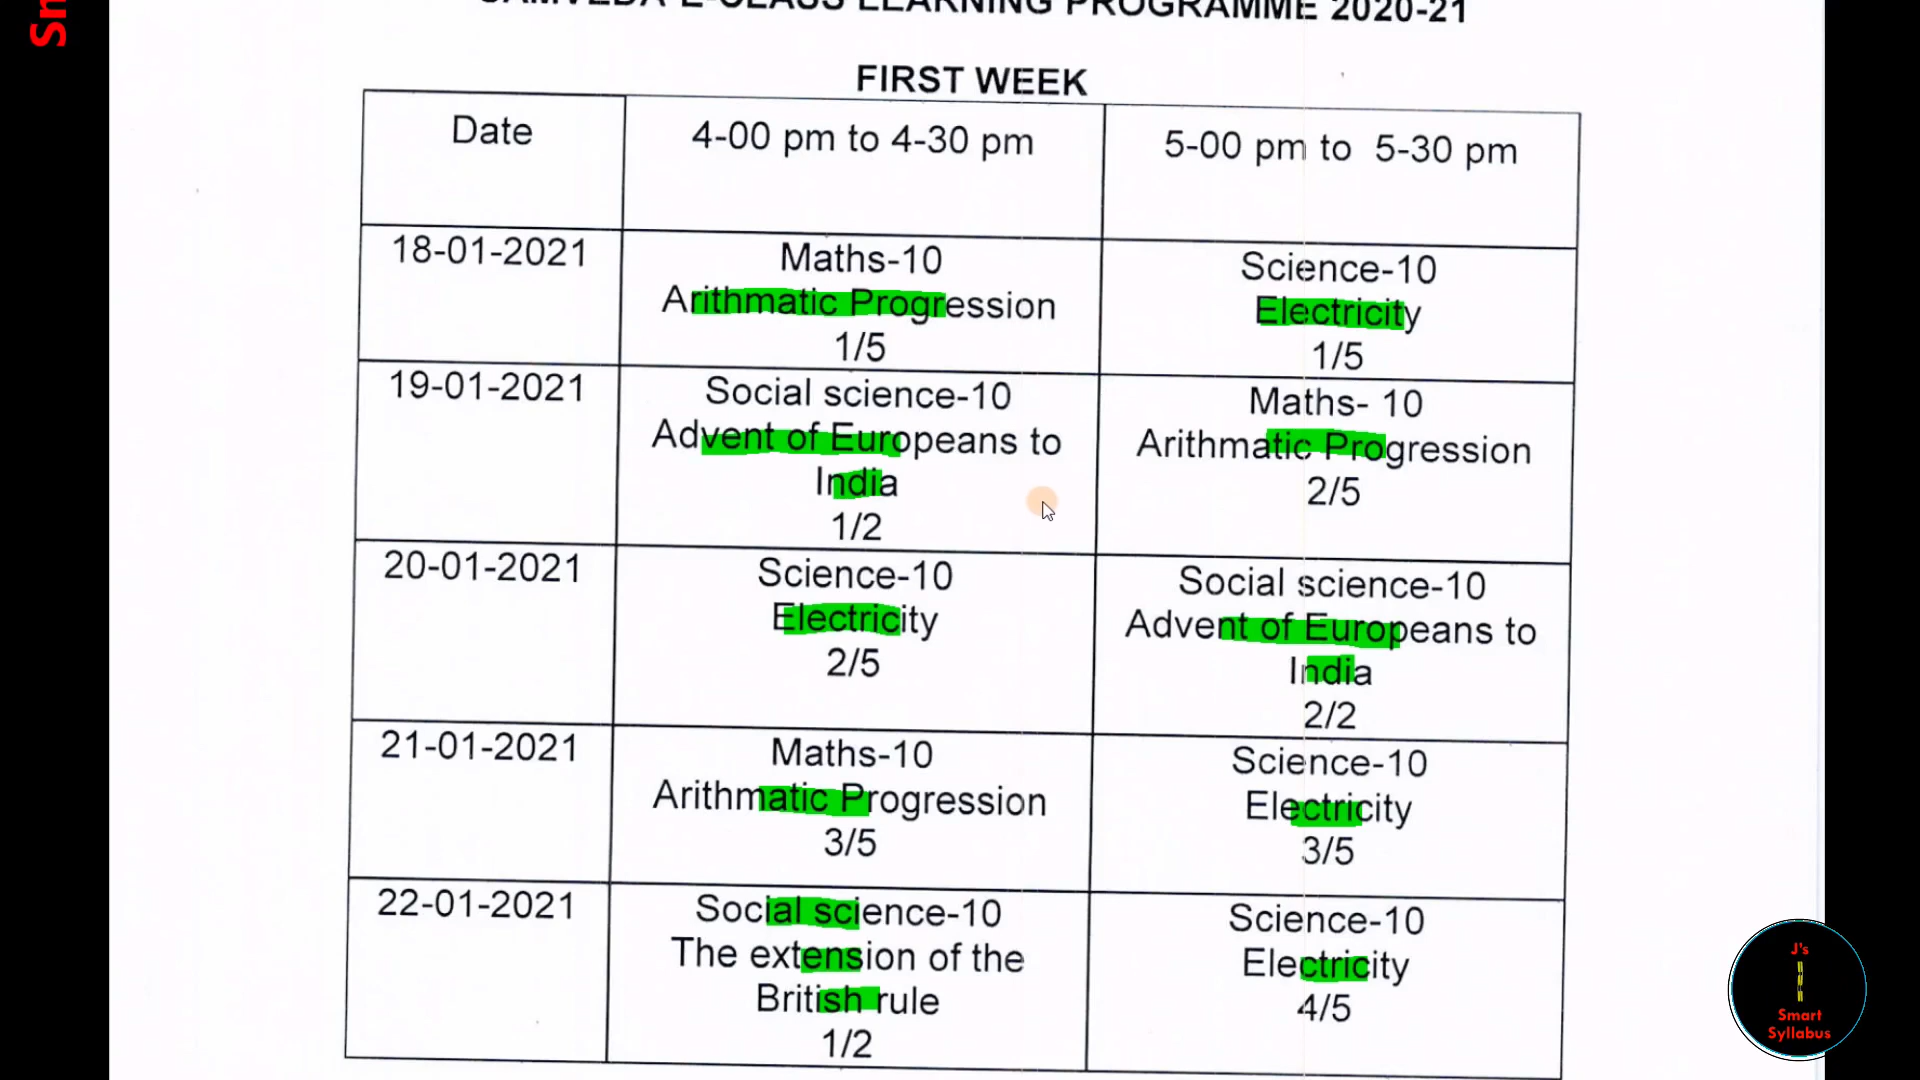 SAMVEDA E-CLASS LEARNING PROGRAMME 2020-21
FIRST WEEK
Date
4-00 pm to 4-30 pm
5-00 pm to 5-30 pm
18-01-2021
Maths-10
Arithmatic Progression
1/5
Science-10
Electricity
1/5
19-01-2021
Social science-10
Advent of Europeans to
India
1/2
Maths- 10
Arithmatic Progression
2/5
20-01-2021
Science-10
Electricity
2/5
Social science-10
Advent of Europeans to
India
2/2
21-01-2021
Maths-10
Arithmatic Progression
3/5
Science-10
Electricity
3/5
22-01-2021
Social science-10
The extension of the
British rule
1/2
Science-10
Electricity
4/5
J's
Smart
Syllabus